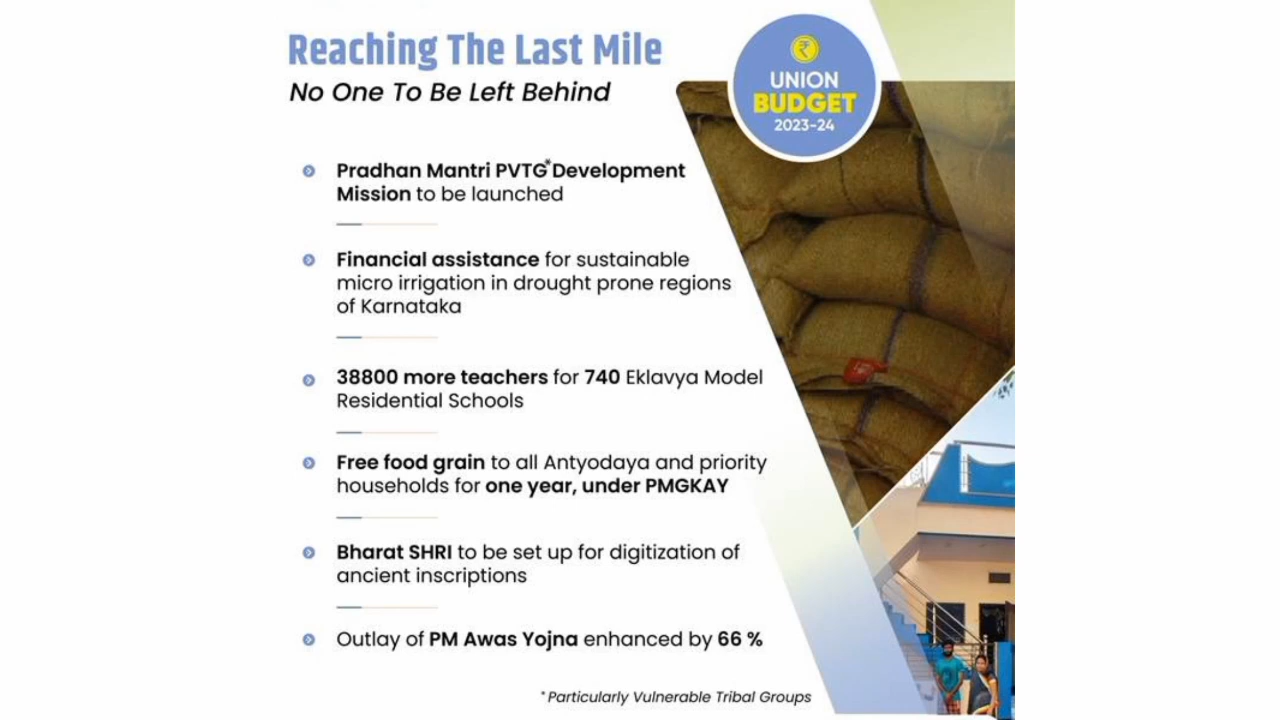 Reaching The Last Mile
No One To Be Left Behind
₹
UNION
BUDGET
2023-24
Pradhan Mantri PVTG* Development
Mission to be launched
Financial assistance for sustainable
micro irrigation in drought prone regions
of Karnataka
38800 more teachers for 740 Eklavya Model
Residential Schools
Free food grain to all Antyodaya and priority
households for one year, under PMGKAY
Bharat SHRI to be set up for digitization of
ancient inscriptions
Outlay of PM Awas Yojna enhanced by 66 %
*Particularly Vulnerable Tribal Groups